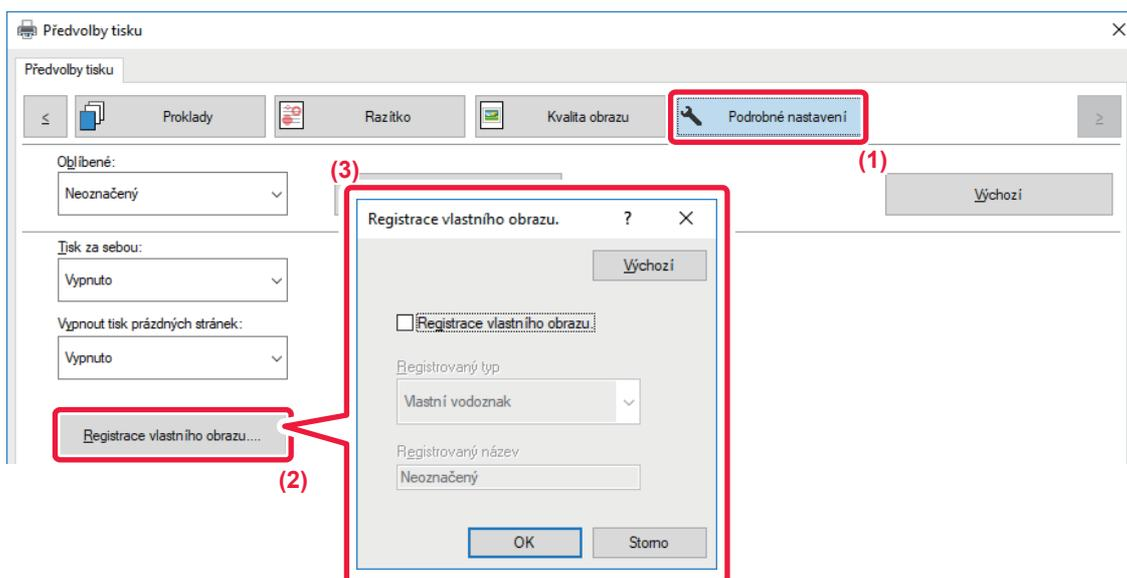 Předvolby tisku
Předvolby tisku
<
Proklady
Razítko
Kvalita obrazu
Podrobné nastavení
>
(1)
Oblíbené:
Neoznačený
Výchozí
(3)
Registrace vlastního obrazu.
?
Výchozí
Registrace vlastního obrazu.
Registrovaný typ
Vlastní vodoznak
Registrovaný název
Neoznačený
OK
Storno
Tisk za sebou:
Vypnuto
Vypnout tisk prázdných stránek:
Vypnuto
Registrace vlastního obrazu....
(2)